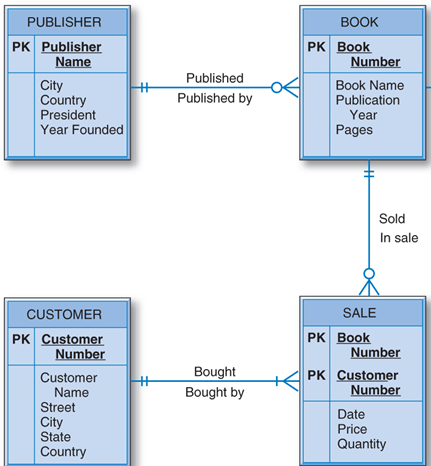 PUBLISHER
PK Publisher
Name
City
Country
President
Year Founded
Published
Published by
BOOK
PK Book
Number
Book Name
Publication
Year
Pages
Sold
In sale
CUSTOMER
PK Customer
Number
Customer
Name
Street
City
State
Country
Bought
Bought by
SALE
PK Book
Number
PK Customer
Number
Date
Price
Quantity